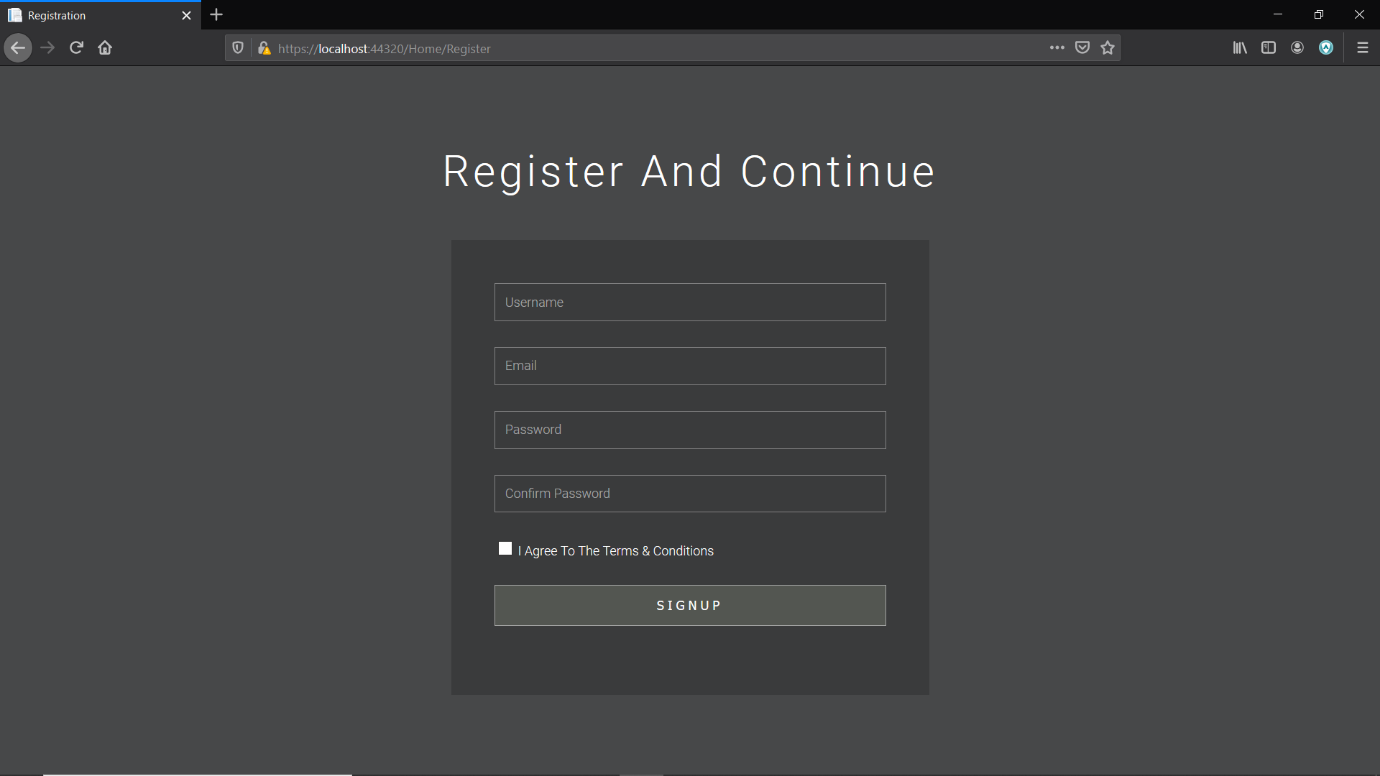 Registration
https://localhost:44320/Home/Register
Register And Continue
Username
Email
Password
Confirm Password
I Agree To The Terms & Conditions
SIGNUP